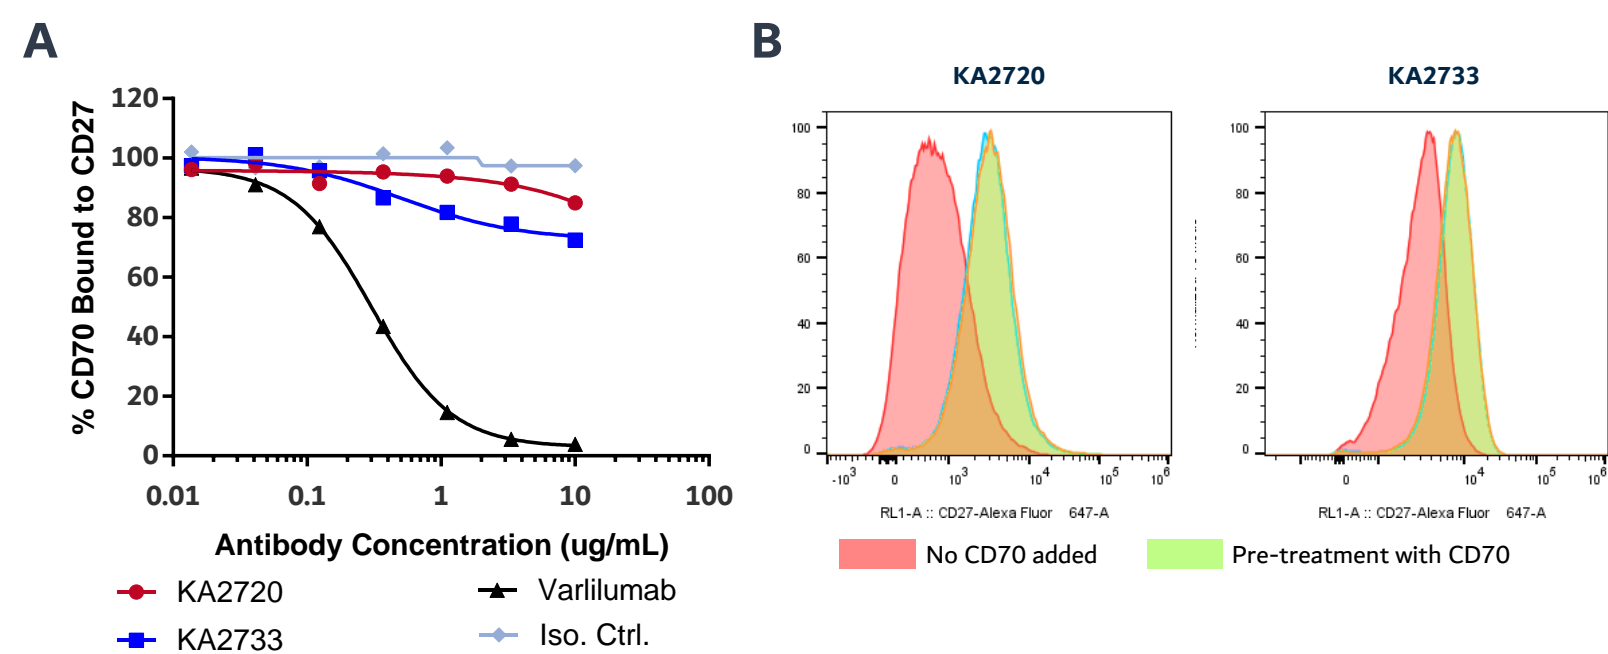 A
% CD70 Bound to CD27
120
100
80
60
40
20
0
0.01 0.1 1 10 100
Antibody Concentration (ug/mL)
KA2720
KA2733
Varlilumab
Iso. Ctrl.
B
KA2720
100
80
60
40
20
0
-10³ 0 10³ 10⁴ 10⁵ 10⁶
RL1-A :: CD27-Alexa Fluor 647-A
KA2733
100
80
60
40
20
0
0 10⁴ 10⁵ 10⁶
RL1-A :: CD27-Alexa Fluor 647-A
No CD70 added
Pre-treatment with CD70